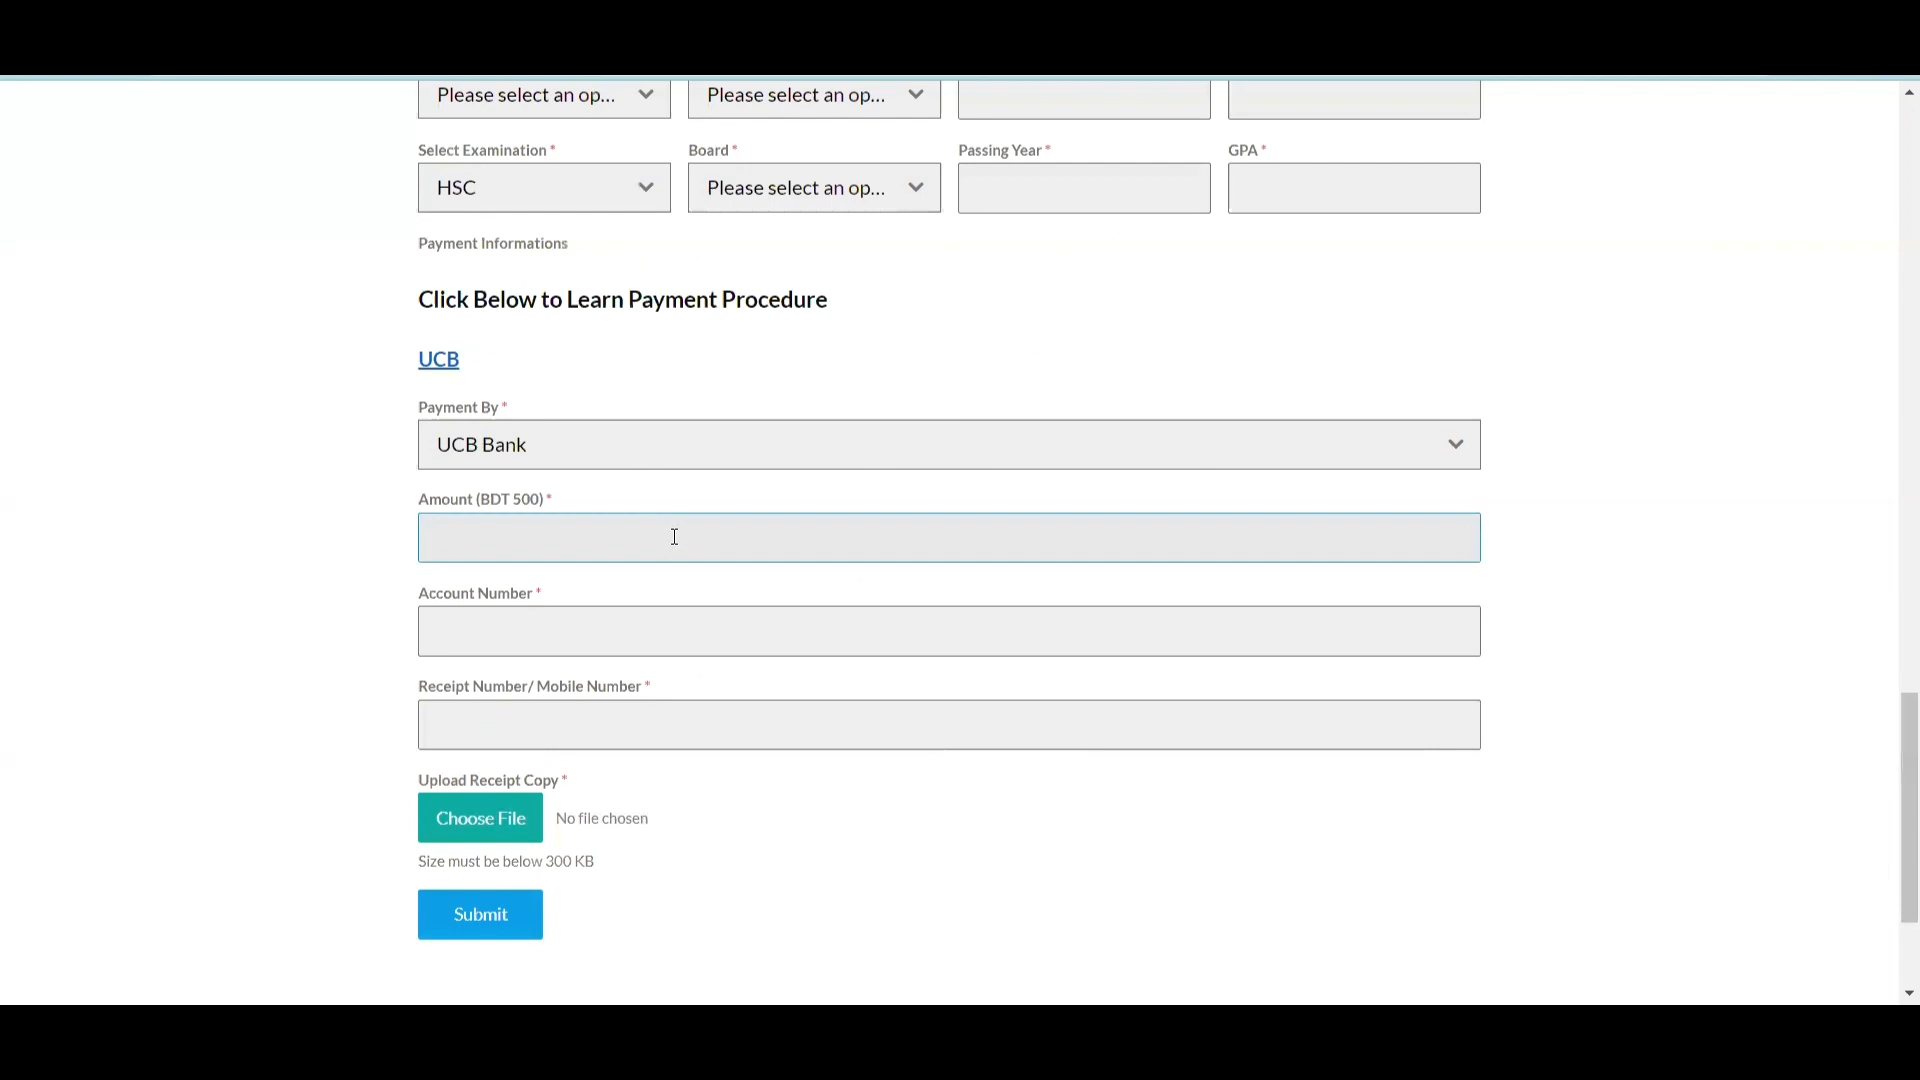 Please select an op... Please select an op...
Select Examination * Board * Passing Year * GPA *
HSC Please select an op...
Payment Informations
Click Below to Learn Payment Procedure
UCB
Payment By *
UCB Bank
Amount (BDT 500) *
Account Number *
Receipt Number/ Mobile Number *
Upload Receipt Copy *
Choose File No file chosen
Size must be below 300 KB
Submit